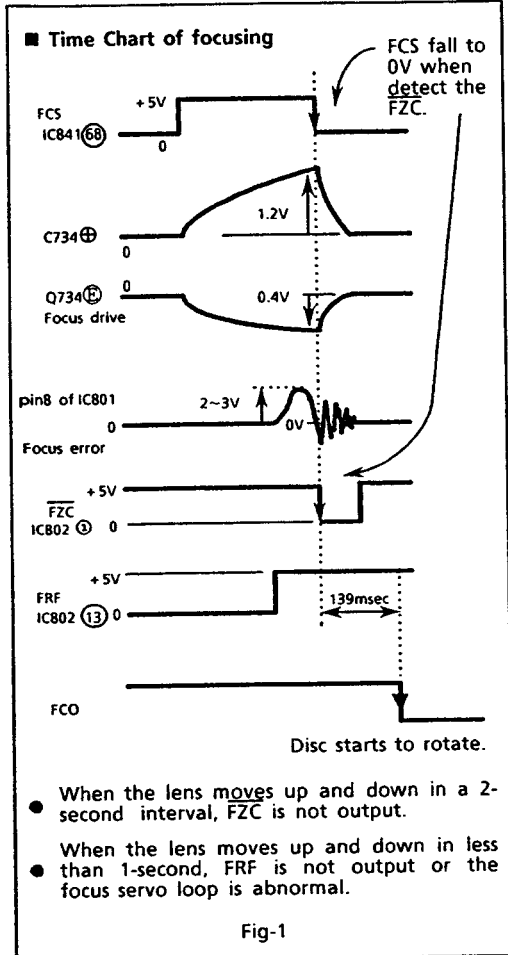 ■ Time Chart of focusing
FCS fall to
0V when
detect the
FZC.
+5V
FCS
IC841 68
0
1.2V
C734 ⊕
0
0
Q734 Ⓔ
0.4V
Focus drive
pin8 of IC801
2~3V
0
0V
Focus error
+5V
FZC
IC802 ③ 0
+5V
FRF
IC802 ⑬ 0
139msec
FCO
Disc starts to rotate.
● When the lens moves up and down in a 2-
second interval, FZC is not output.
When the lens moves up and down in less
● than 1-second, FRF is not output or the
focus servo loop is abnormal.
Fig-1